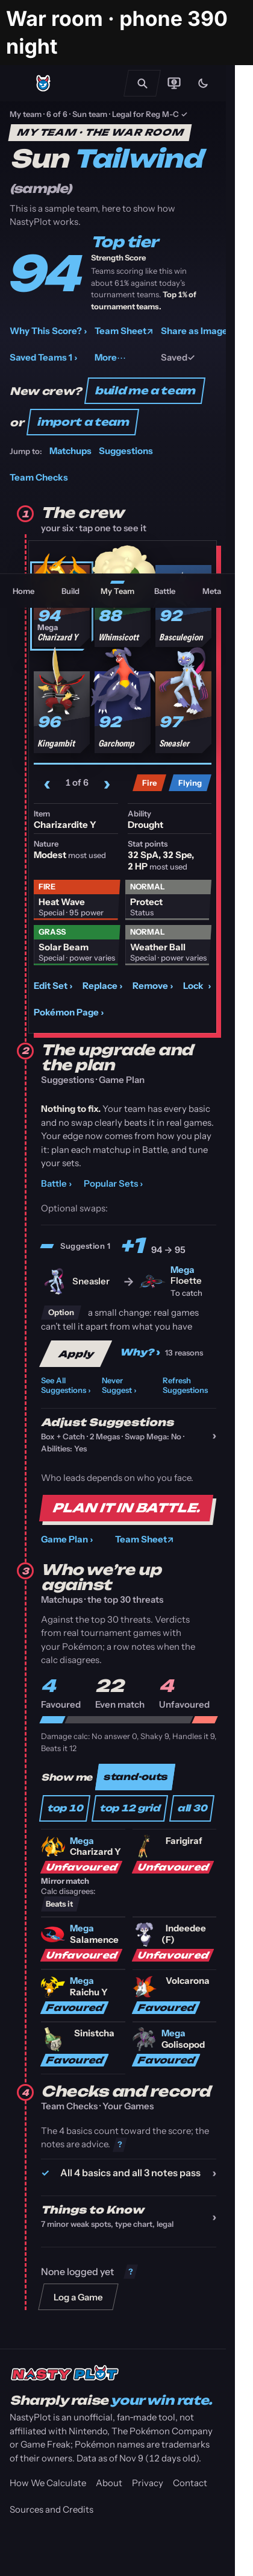 War room · phone 390
night
My team · 6 of 6 · Sun team · Legal for Reg M-C ✓
MY TEAM · THE WAR ROOM
Sun Tailwind
(sample)
This is a sample team, here to show how
NastyPlot works.
94
Top tier
Strength Score
Teams scoring like this win
about 61% against today's
tournament teams. Top 1% of
tournament teams.
Why This Score? ›
Team Sheet↗
Share as Image
Saved Teams 1 ›
More···
Saved✓
New crew?
build me a team
or
import a team
Jump to:
Matchups
Suggestions
Team Checks
1
The crew
your six · tap one to see it
Home
Build
My Team
Battle
Meta
94
Mega
Charizard Y
88
Whimsicott
92
Basculegion
96
Kingambit
92
Garchomp
97
Sneasler
‹
1 of 6
›
Fire
Flying
Item
Charizardite Y
Ability
Drought
Nature
Modest most used
Stat points
32 SpA, 32 Spe,
2 HP most used
FIRE
Heat Wave
Special · 95 power
NORMAL
Protect
Status
GRASS
Solar Beam
Special · power varies
NORMAL
Weather Ball
Special · power varies
Edit Set ›
Replace ›
Remove ›
Lock ›
Pokémon Page ›
2
The upgrade and
the plan
Suggestions · Game Plan
Nothing to fix. Your team has every basic
and no swap clearly beats it in real games.
Your edge now comes from how you play
it: plan each matchup in Battle, and tune
your sets.
Battle ›
Popular Sets ›
Optional swaps:
Suggestion 1
+1
94 → 95
Sneasler
→
Mega
Floette
To catch
Option
a small change: real games
can't tell it apart from what you have
Apply
Why? ›
13 reasons
See All
Suggestions ›
Never
Suggest ›
Refresh
Suggestions
Adjust Suggestions
Box + Catch · 2 Megas · Swap Mega: No ·
Abilities: Yes
›
Who leads depends on who you face.
PLAN IT IN BATTLE.
Game Plan ›
Team Sheet↗
3
Who we're up
against
Matchups · the top 30 threats
Against the top 30 threats. Verdicts
from real tournament games with
your Pokémon; a row notes when the
calc disagrees.
4
Favoured
22
Even match
4
Unfavoured
Damage calc: No answer 0, Shaky 9, Handles it 9,
Beats it 12
Show me
stand-outs
top 10
top 12 grid
all 30
Mega
Charizard Y
Unfavoured
Mirror match
Calc disagrees:
Beats it
Farigiraf
Unfavoured
Mega
Salamence
Unfavoured
Indeedee
(F)
Unfavoured
Mega
Raichu Y
Favoured
Volcarona
Favoured
Sinistcha
Favoured
Mega
Golisopod
Favoured
4
Checks and record
Team Checks · Your Games
The 4 basics count toward the score; the
notes are advice. ?
✓ All 4 basics and all 3 notes pass ›
Things to Know
7 minor weak spots, type chart, legal
›
None logged yet ?
Log a Game
NASTY PLOT
Sharply raise your win rate.
NastyPlot is an unofficial, fan-made tool, not
affiliated with Nintendo, The Pokémon Company
or Game Freak; Pokémon names are trademarks
of their owners. Data as of Nov 9 (12 days old).
How We Calculate
About
Privacy
Contact
Sources and Credits